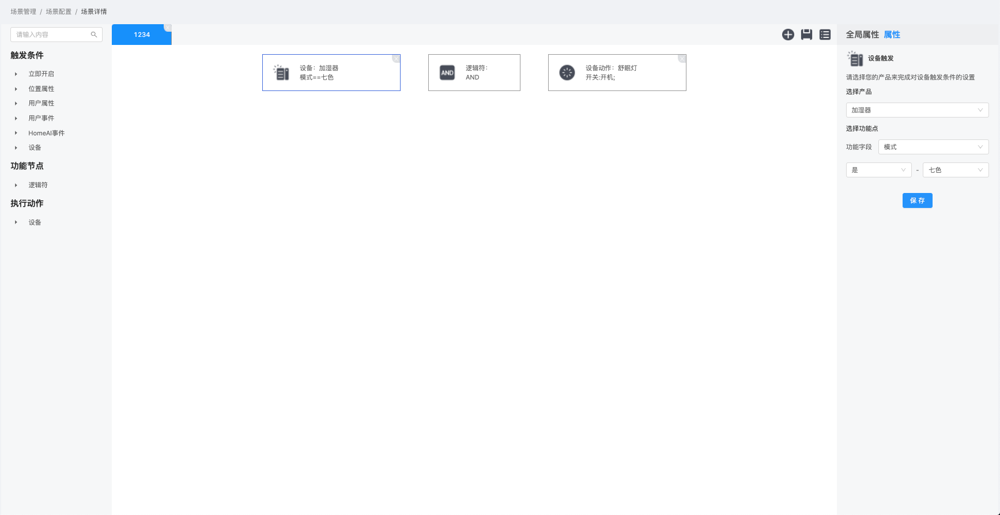 场景管理 / 场景配置 / 场景详情
请输入内容
触发条件
立即开启
位置属性
用户属性
用户事件
HomeAI事件
设备
功能节点
逻辑符
执行动作
设备
1234
设备：加湿器
模式==七色
AND
逻辑符：
AND
设备动作：舒眠灯
开关:开机;
全局属性 属性
设备触发
请选择您的产品来完成对设备触发条件的设置
选择产品
加湿器
选择功能点
功能字段 模式
是 - 七色
保 存